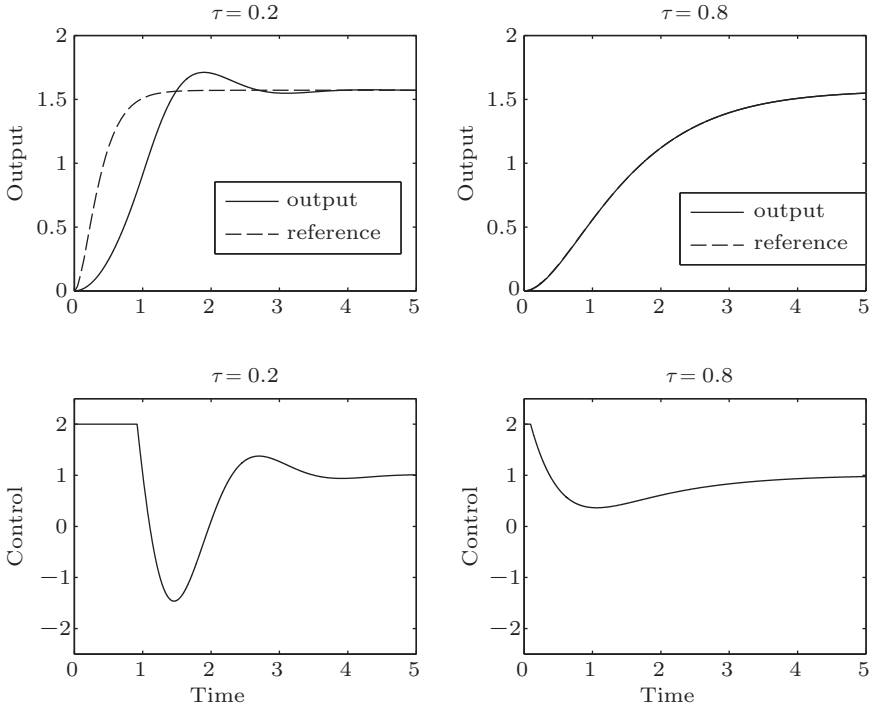 τ = 0.2
Output
2
1.5
1
0.5
0
output
reference
0 1 2 3 4 5
τ = 0.8
Output
2
1.5
1
0.5
0
output
reference
0 1 2 3 4 5
τ = 0.2
Control
2
1
0
−1
−2
0 1 2 3 4 5
Time
τ = 0.8
Control
2
1
0
−1
−2
0 1 2 3 4 5
Time